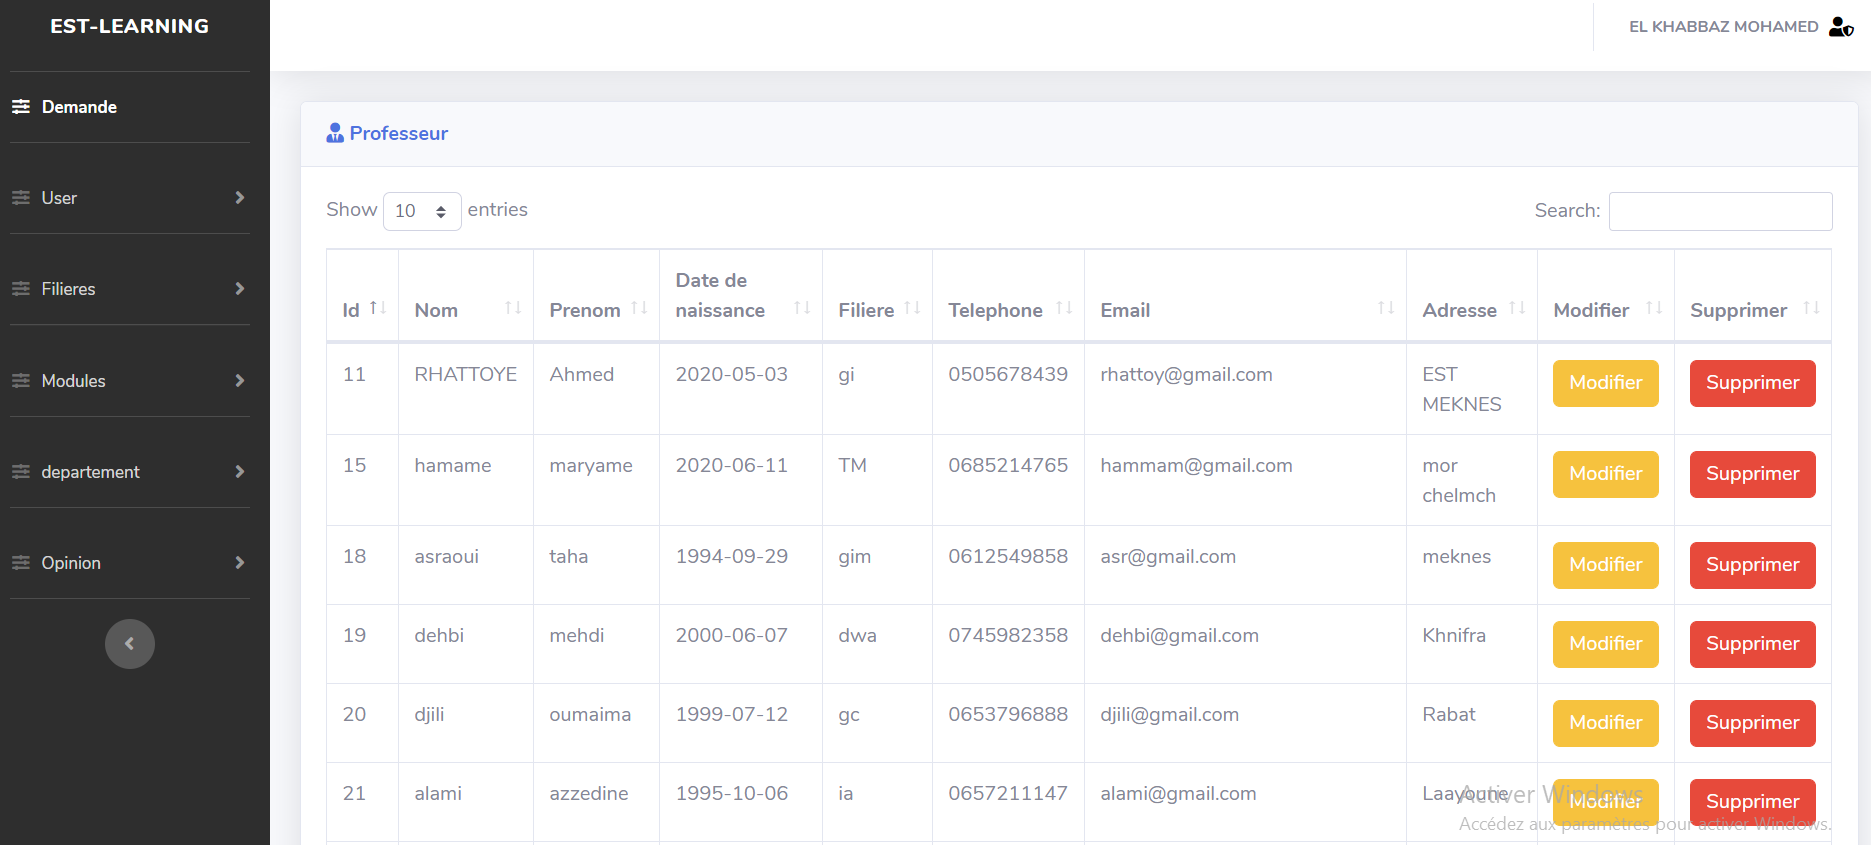 EST-LEARNING
EL KHABBAZ MOHAMED
Demande
User
Filieres
Modules
departement
Opinion
Professeur
Show 10 entries
Search:
Id Nom Prenom Date de naissance Filiere Telephone Email Adresse Modifier Supprimer
11 RHATTOYE Ahmed 2020-05-03 gi 0505678439 rhattoy@gmail.com EST MEKNES Modifier Supprimer
15 hamame maryame 2020-06-11 TM 0685214765 hammam@gmail.com mor chelmch Modifier Supprimer
18 asraoui taha 1994-09-29 gim 0612549858 asr@gmail.com meknes Modifier Supprimer
19 dehbi mehdi 2000-06-07 dwa 0745982358 dehbi@gmail.com Khnifra Modifier Supprimer
20 djili oumaima 1999-07-12 gc 0653796888 djili@gmail.com Rabat Modifier Supprimer
21 alami azzedine 1995-10-06 ia 0657211147 alami@gmail.com Laayoune Modifier Supprimer
Activer Windows
Accédez aux paramètres pour activer Windows.